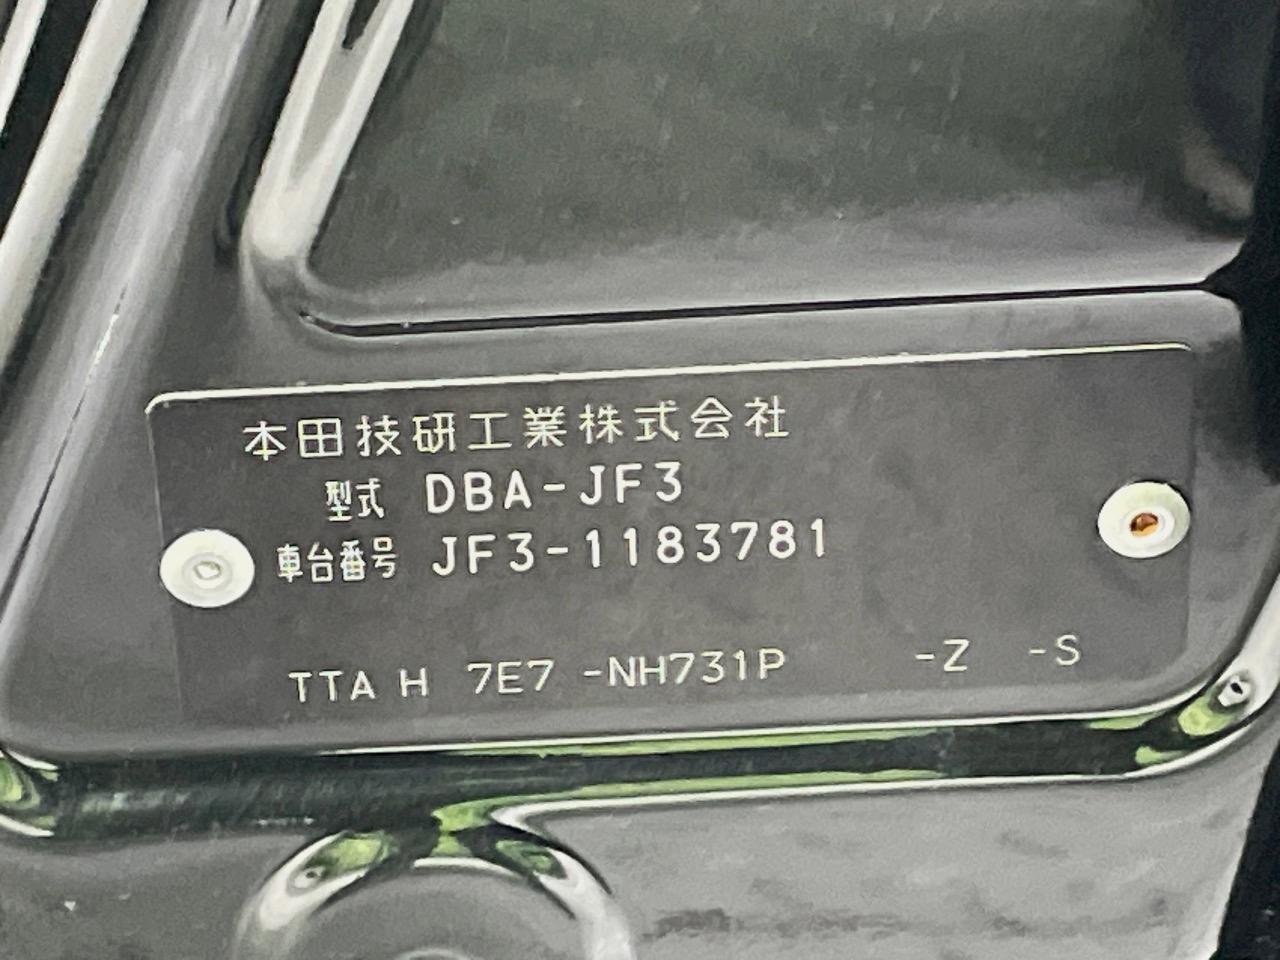 本田技研工業株式会社
型式 DBA-JF3
車台番号 JF3-1183781
TTA H 7E7 -NH731P -Z -S